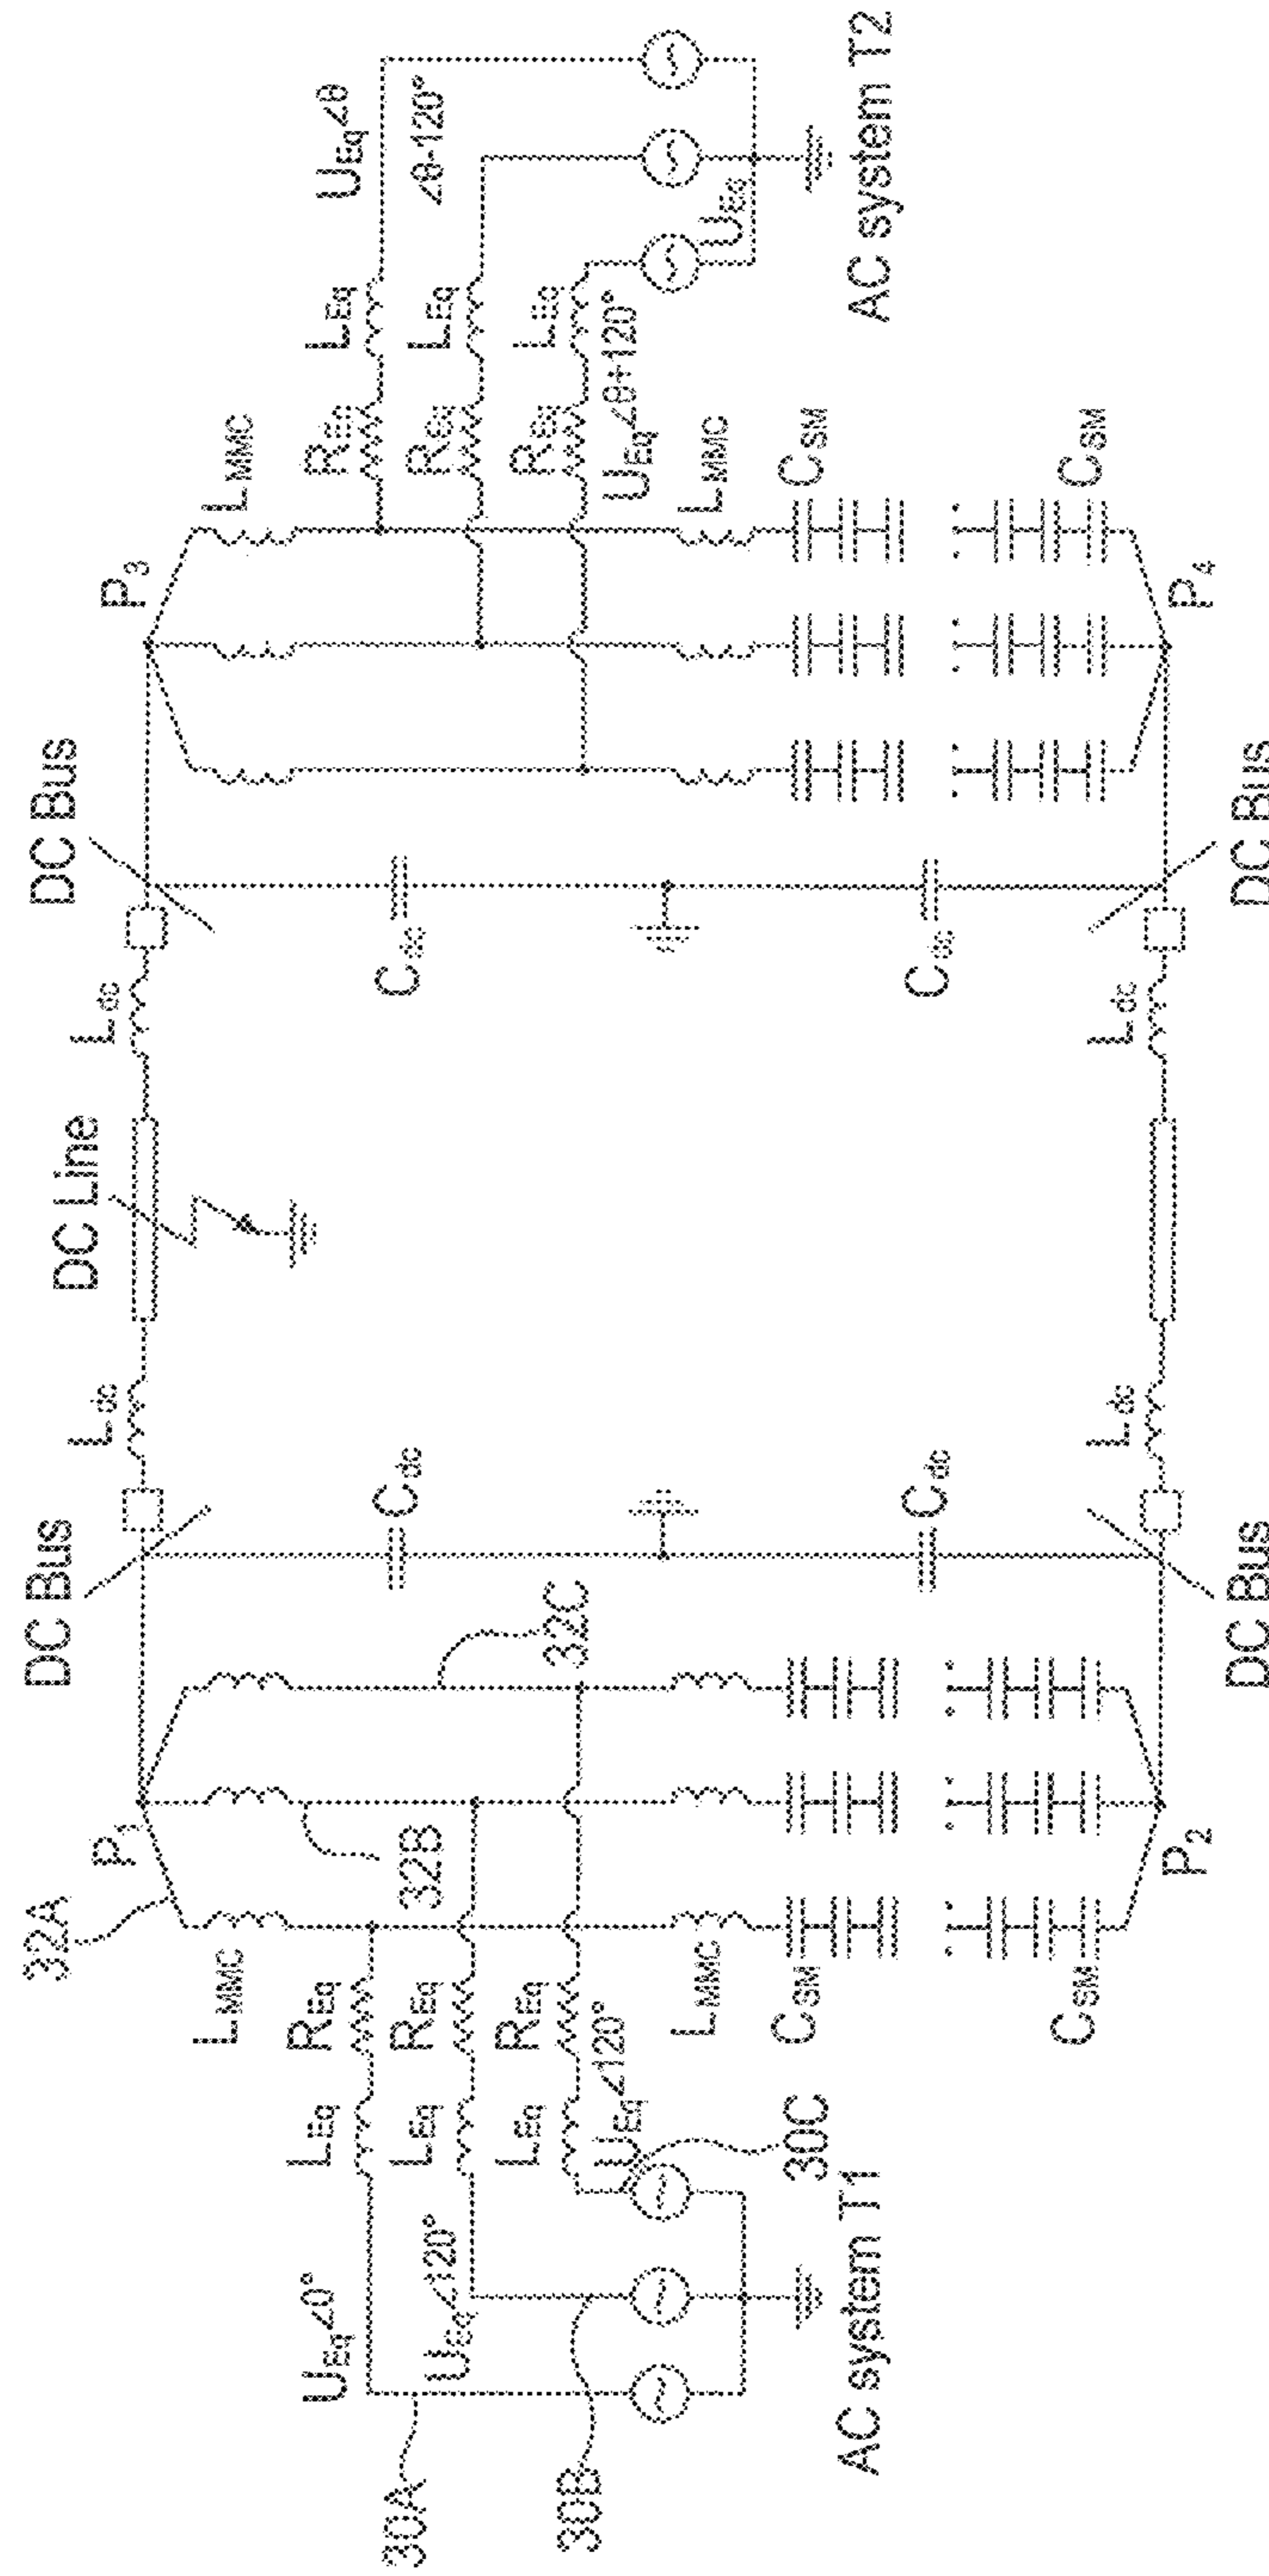 32A
P1
DC Bus
Ldc
DC Line
Ldc
DC Bus
P3
LMMC
LMMC
UEq∠0°
LEq
REq
REq
LEq
UEq∠θ
30A
UEq∠120°
LEq
REq
32B
Cdc
Cdc
REq
LEq
∠θ-120°
30B
LEq
REq
32C
REq
LEq
UEq∠120°
UEq∠θ+120°
UEq
30C
LMMC
LMMC
AC system T1
CSM
CSM
AC system T2
Cdc
Cdc
CSM
CSM
P2
Ldc
Ldc
P4
DC Bus
DC Bus